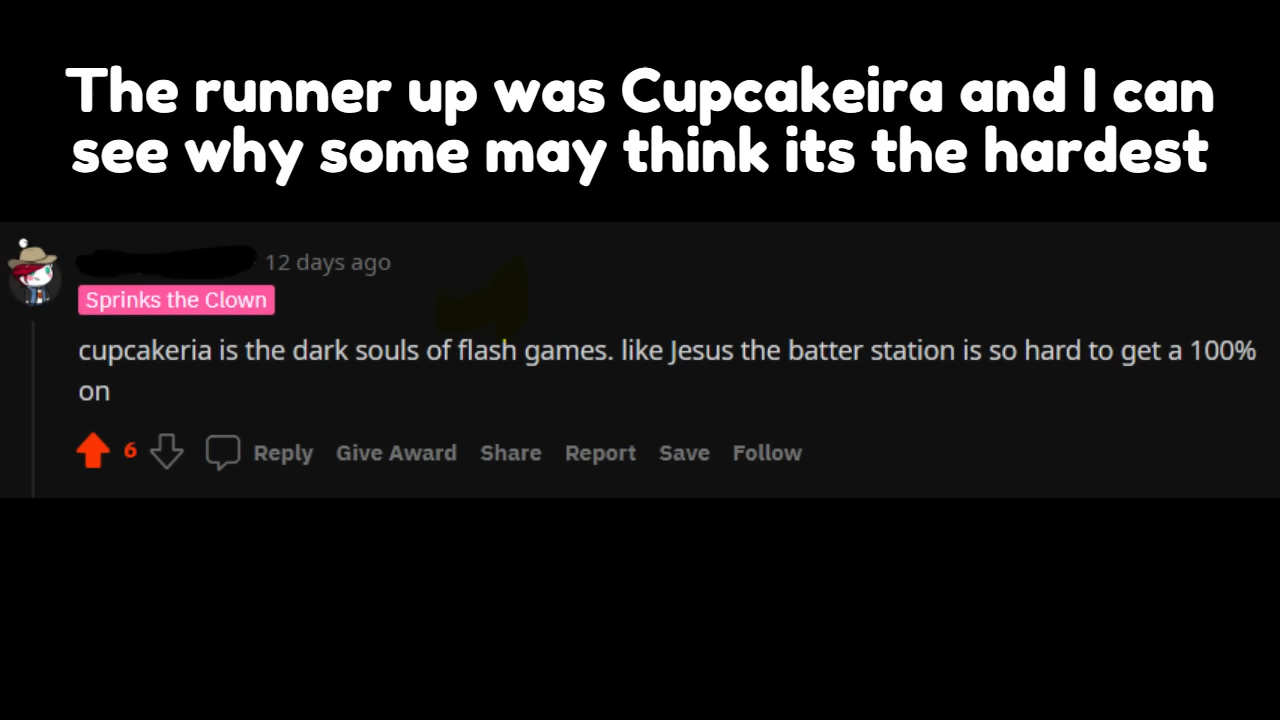 The runner up was Cupcakeira and I can
see why some may think its the hardest
12 days ago
Sprinks the Clown
cupcakeria is the dark souls of flash games. like Jesus the batter station is so hard to get a 100%
on
6 Reply Give Award Share Report Save Follow